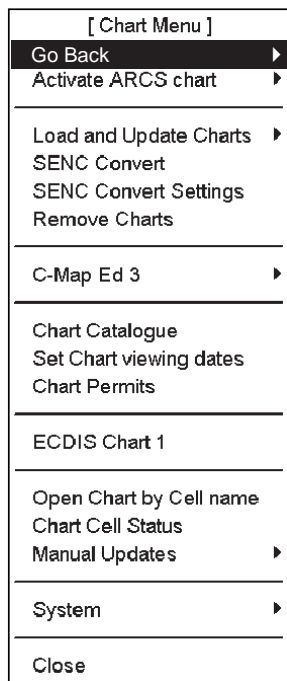 [ Chart Menu ]
Go Back
Activate ARCS chart
Load and Update Charts
SENC Convert
SENC Convert Settings
Remove Charts
C-Map Ed 3
Chart Catalogue
Set Chart viewing dates
Chart Permits
ECDIS Chart 1
Open Chart by Cell name
Chart Cell Status
Manual Updates
System
Close